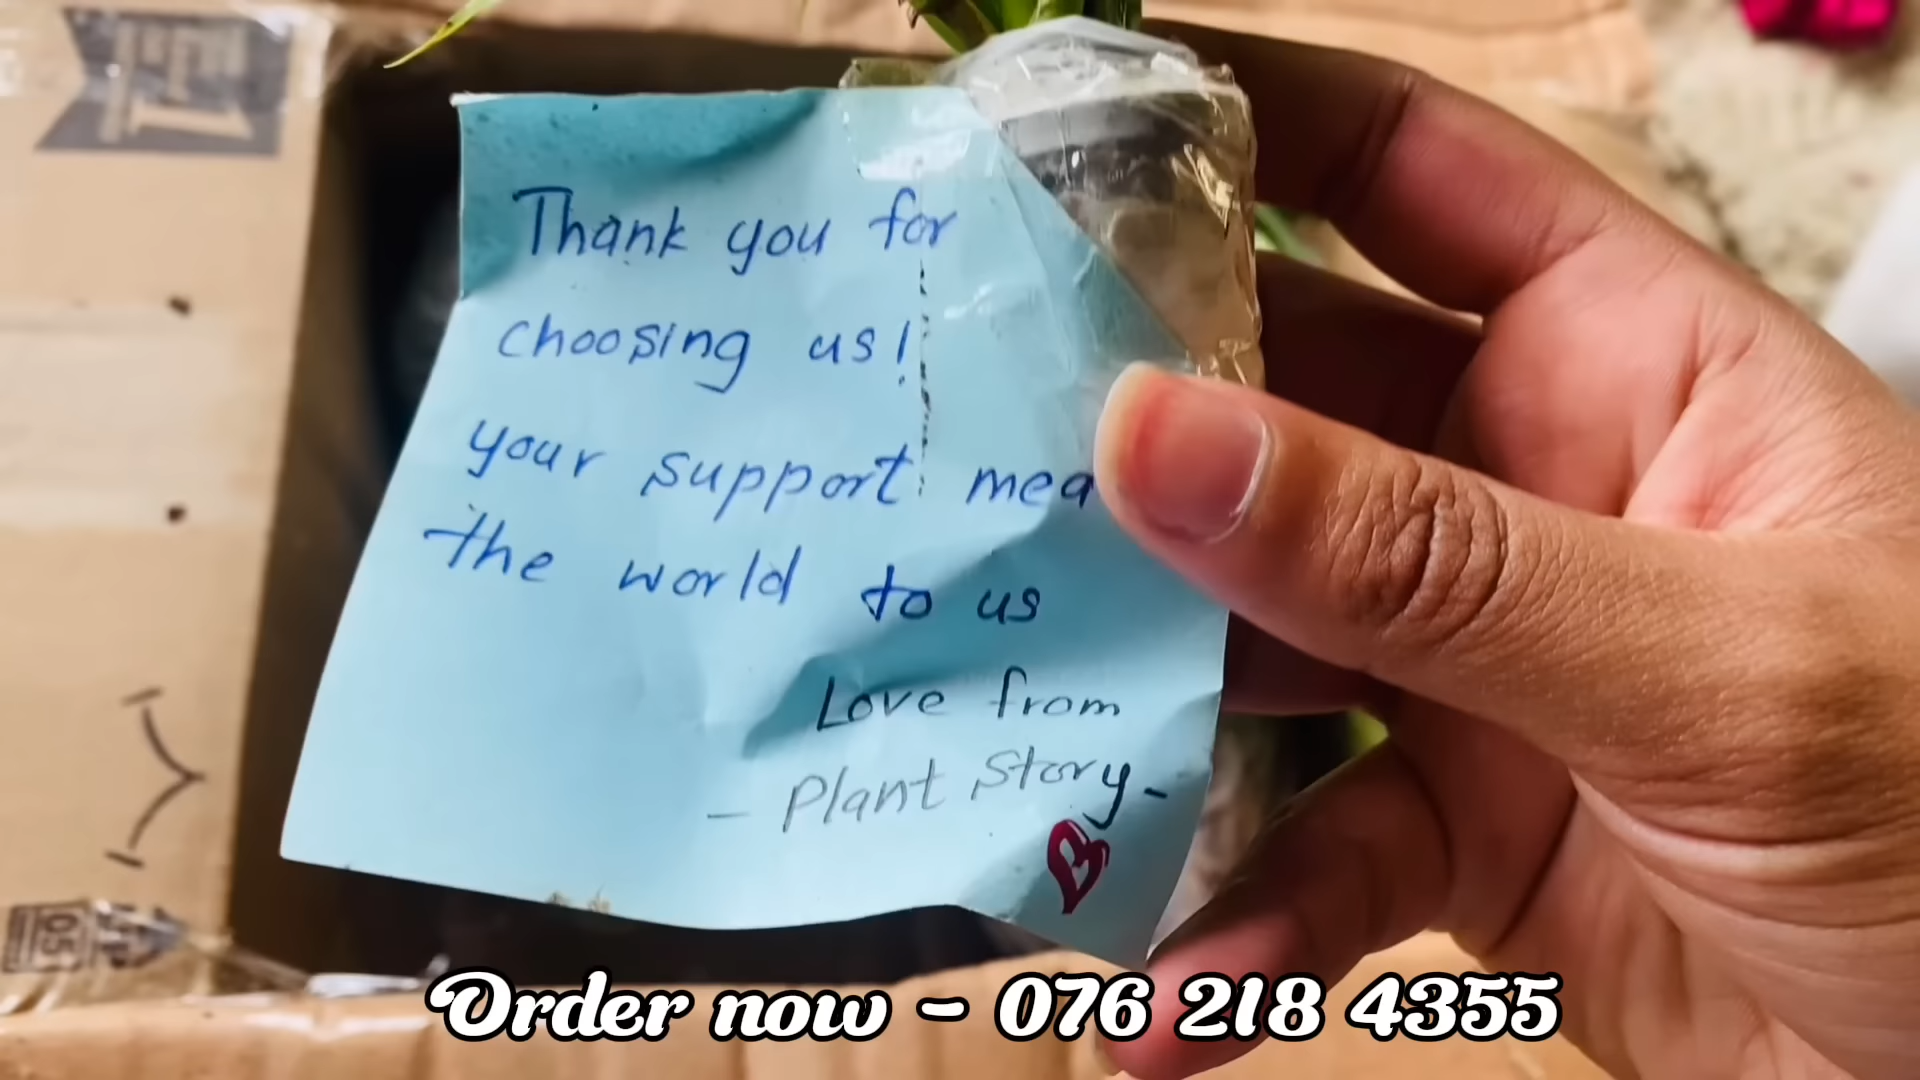 Thank you for
choosing us!
your support mea
the world to us
Love from
- Plant Story -
Order now - 076 218 4355